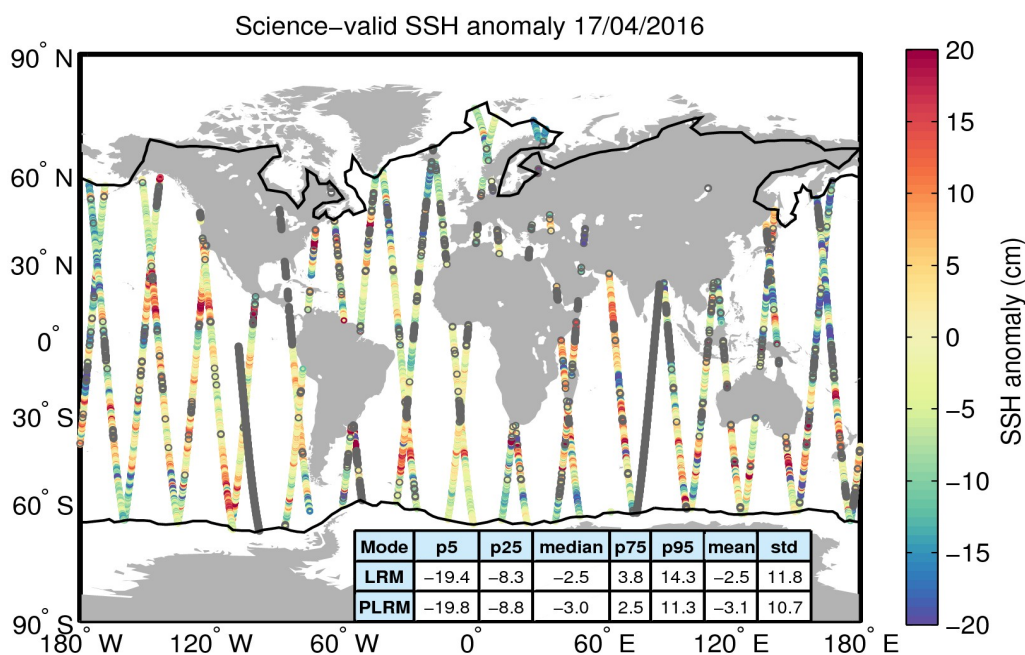 Science−valid SSH anomaly 17/04/2016
90° N
60° N
30° N
0°
30° S
60° S
90° S
180° W
120° W
60° W
0°
60° E
120° E
180° E
20
15
10
5
0
−5
−10
−15
−20
SSH anomaly (cm)
Mode p5 p25 median p75 p95 mean std
LRM −19.4 −8.3 −2.5 3.8 14.3 −2.5 11.8
PLRM −19.8 −8.8 −3.0 2.5 11.3 −3.1 10.7